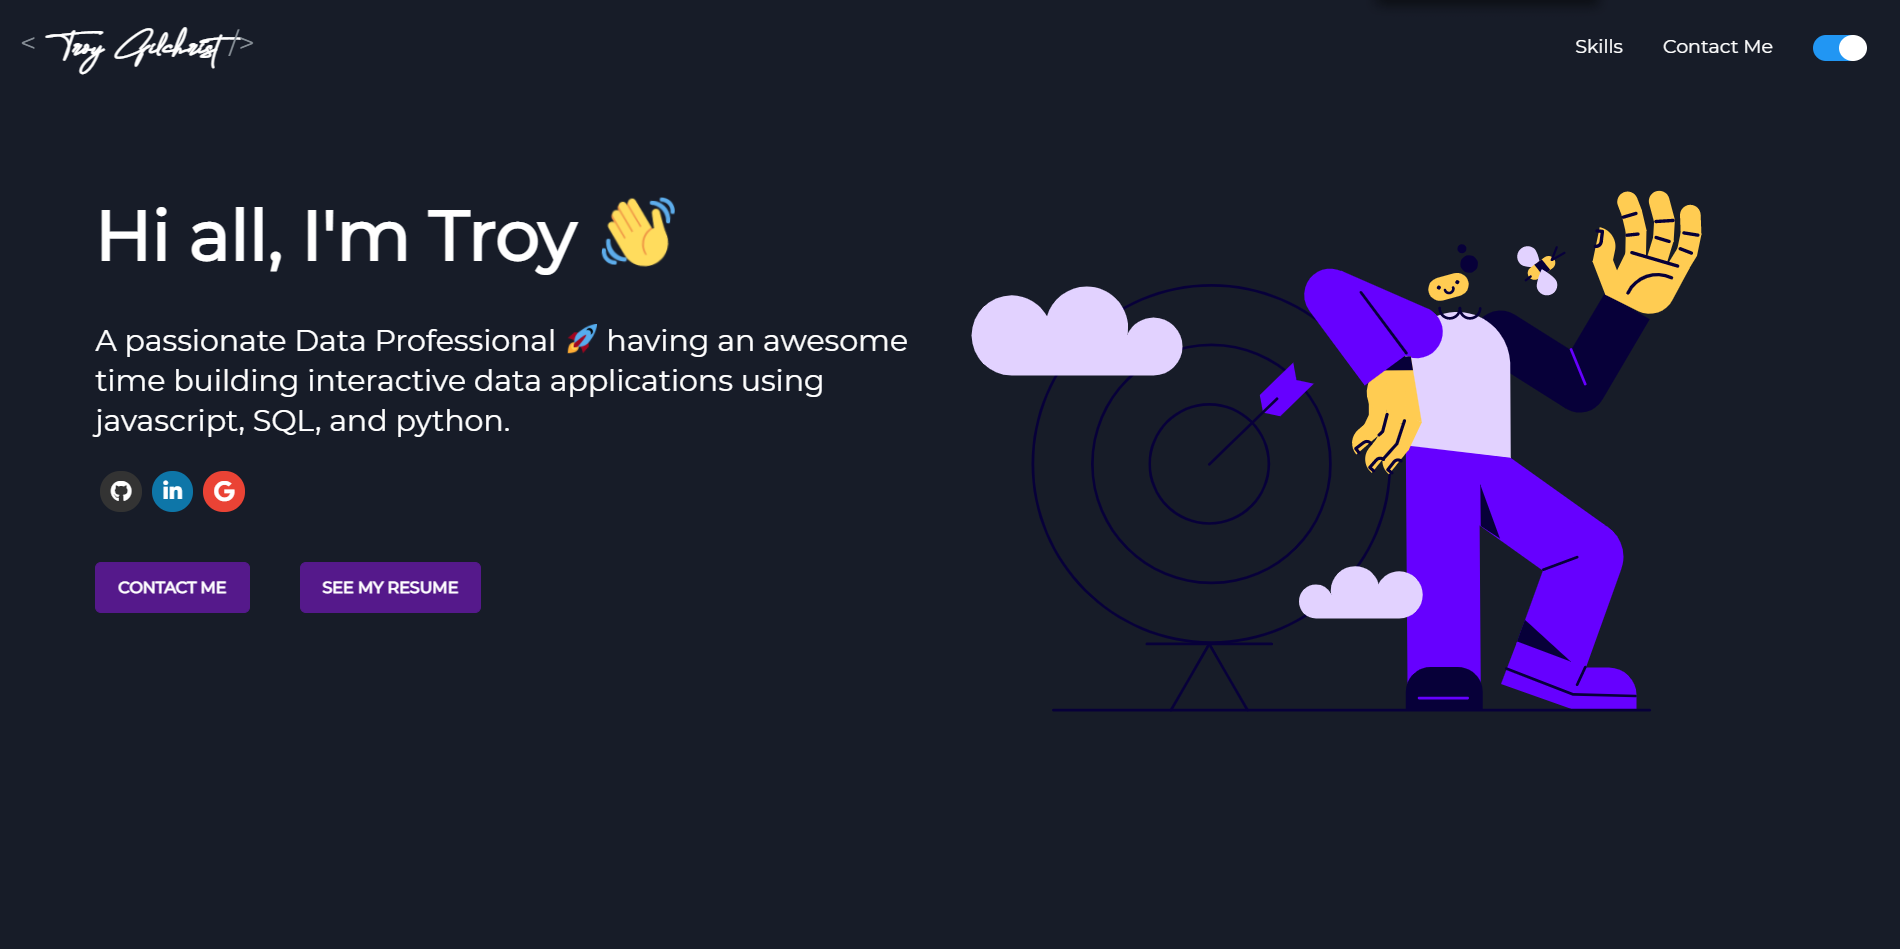 < Troy Gilchrist />
Skills
Contact Me
Hi all, I'm Troy 👋
A passionate Data Professional 🚀 having an awesome
time building interactive data applications using
javascript, SQL, and python.
in
G
CONTACT ME
SEE MY RESUME